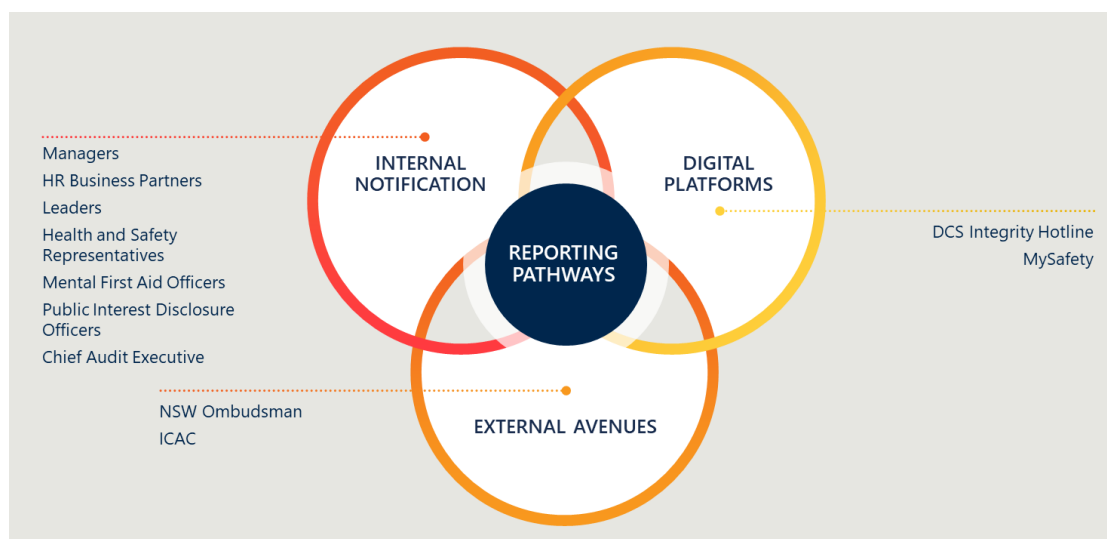 INTERNAL
NOTIFICATION
Managers
HR Business Partners
Leaders
Health and Safety
Representatives
Mental First Aid Officers
Public Interest Disclosure
Officers
Chief Audit Executive
DIGITAL
PLATFORMS
DCS Integrity Hotline
MySafety
REPORTING
PATHWAYS
EXTERNAL AVENUES
NSW Ombudsman
ICAC